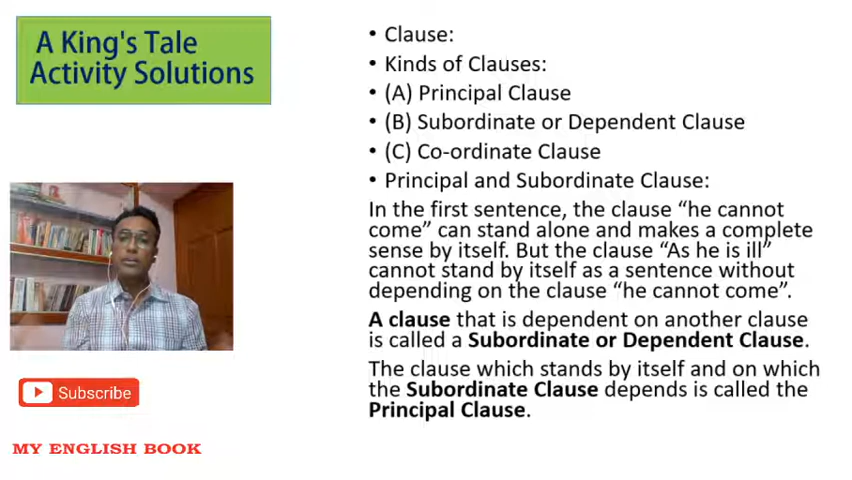 A King's Tale
Activity Solutions
• Clause:
• Kinds of Clauses:
• (A) Principal Clause
• (B) Subordinate or Dependent Clause
• (C) Co-ordinate Clause
• Principal and Subordinate Clause:
In the first sentence, the clause “he cannot
come” can stand alone and makes a complete
sense by itself. But the clause “As he is ill”
cannot stand by itself as a sentence without
depending on the clause “he cannot come”.
A clause that is dependent on another clause
is called a Subordinate or Dependent Clause.
The clause which stands by itself and on which
the Subordinate Clause depends is called the
Principal Clause.
Subscribe
MY ENGLISH BOOK